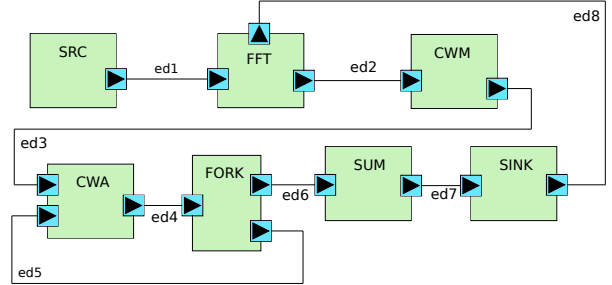 ed8
SRC
FFT
CWM
ed1
ed2
ed3
CWA
FORK
SUM
SINK
ed4
ed6
ed7
ed5